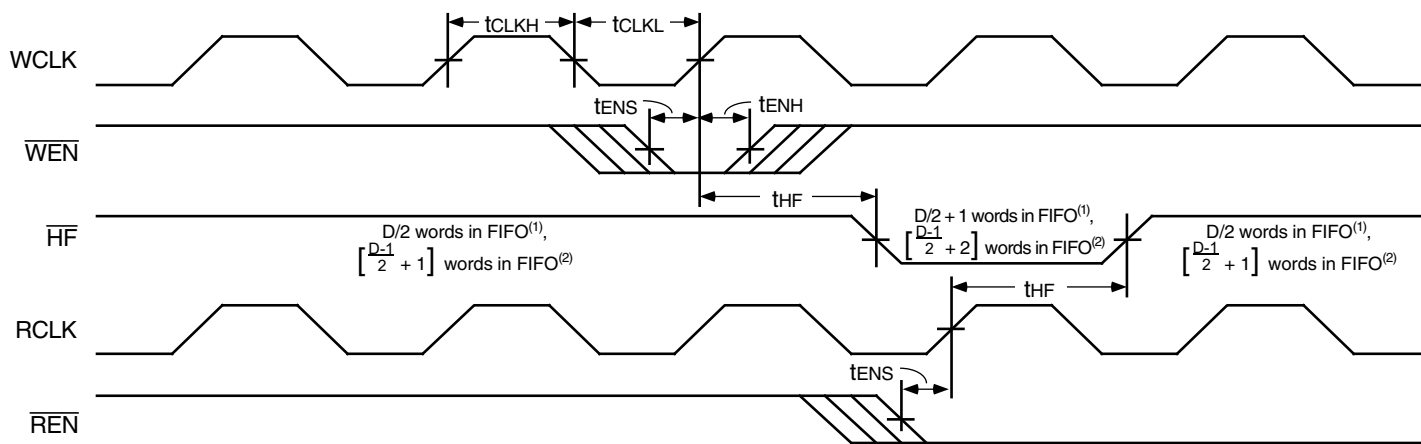 tCLKH
tCLKL
WCLK
tENS
tENH
WEN
tHF
HF
D/2 words in FIFO(1),
[D-1/2 + 1] words in FIFO(2)
D/2 + 1 words in FIFO(1),
[D-1/2 + 2] words in FIFO(2)
D/2 words in FIFO(1),
[D-1/2 + 1] words in FIFO(2)
tHF
RCLK
tENS
REN